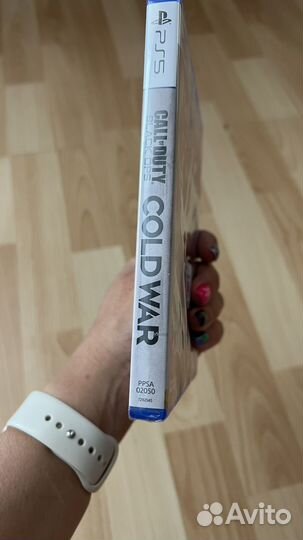 PS5
CALL OF DUTY
BLACK OPS
COLD WAR
PPSA
02050
Avito